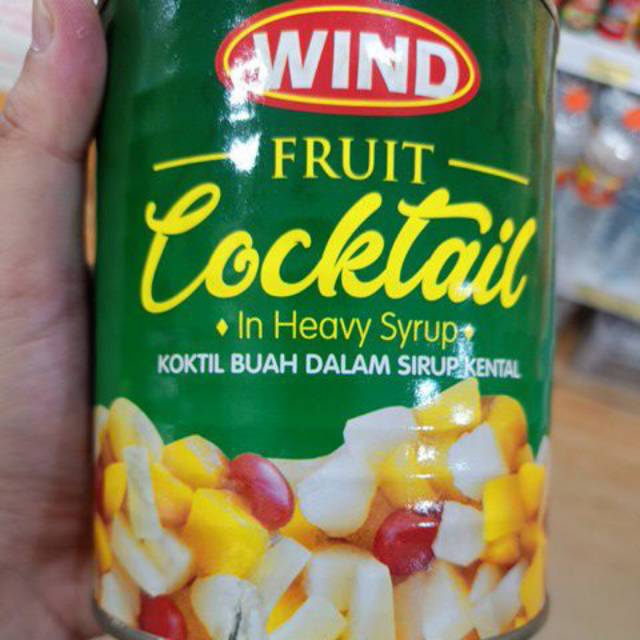 WIND
FRUIT
Cocktail
In Heavy Syrup
KOKTIL BUAH DALAM SIRUP KENTAL